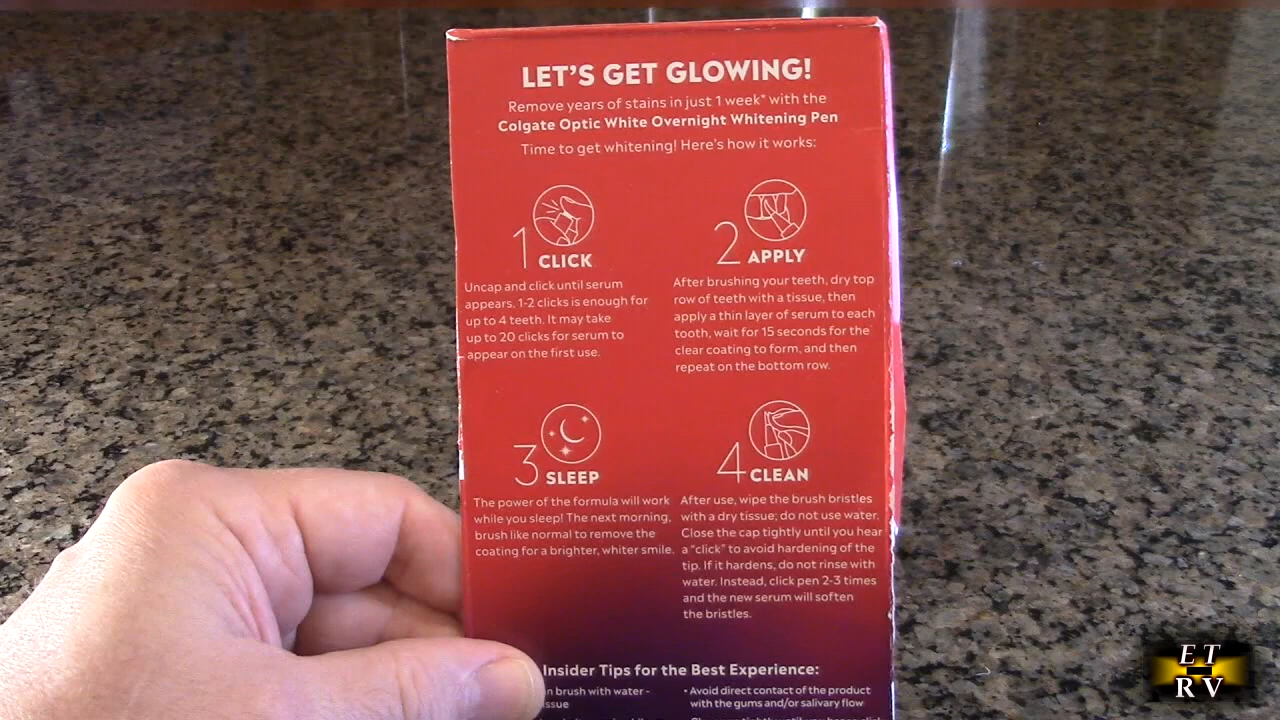 LET'S GET GLOWING!
Remove years of stains in just 1 week* with the
Colgate Optic White Overnight Whitening Pen
Time to get whitening! Here's how it works:
1 CLICK
Uncap and click until serum
appears. 1-2 clicks is enough for
up to 4 teeth. It may take
up to 20 clicks for serum to
appear on the first use.
2 APPLY
After brushing your teeth, dry top
row of teeth with a tissue, then
apply a thin layer of serum to each
tooth, wait for 15 seconds for the
clear coating to form, and then
repeat on the bottom row.
3 SLEEP
The power of the formula will work
while you sleep! The next morning,
brush like normal to remove the
coating for a brighter, whiter smile.
4 CLEAN
After use, wipe the brush bristles
with a dry tissue; do not use water.
Close the cap tightly until you hear
a "click" to avoid hardening of the
tip. If it hardens, do not rinse with
water. Instead, click pen 2-3 times
and the new serum will soften
the bristles.
Insider Tips for the Best Experience:
brush with water -
• Avoid direct contact of the product
with the gums and/or salivary flow
E T
R V